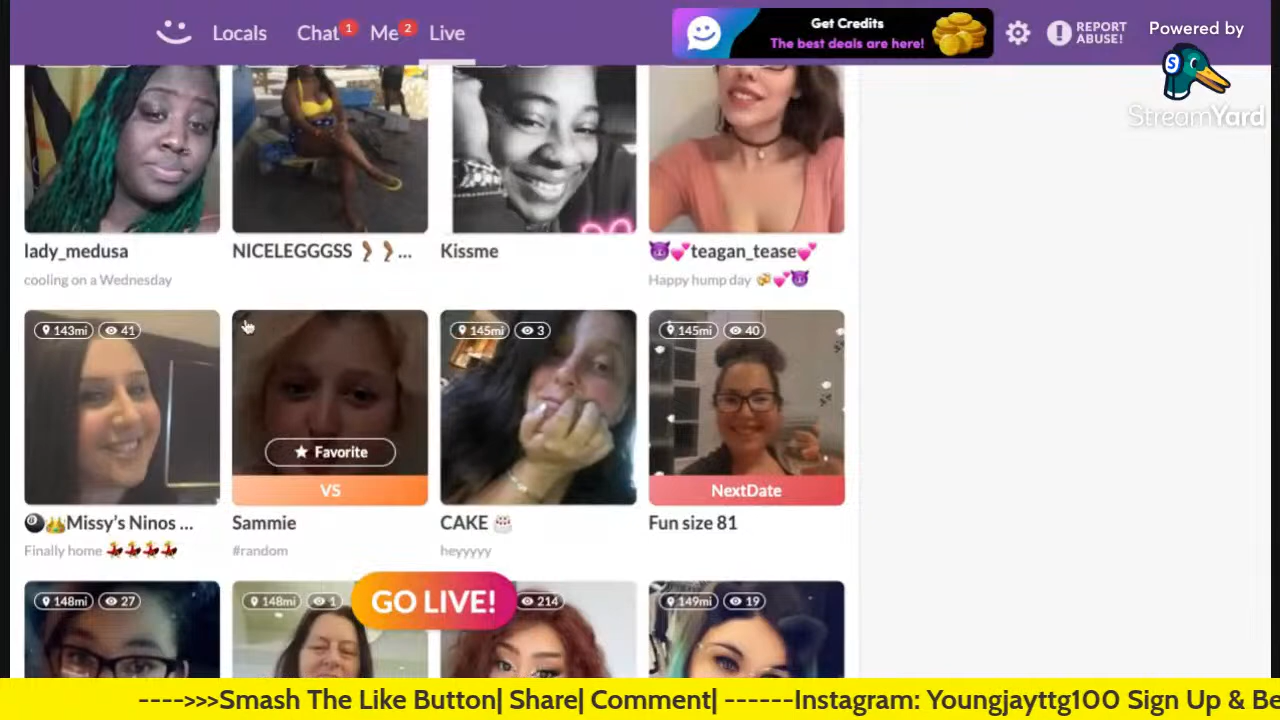 Locals
Chat 1
Me 2
Live
Get Credits
The best deals are here!
REPORT
ABUSE!
Powered by
S
StreamYard
lady_medusa
cooling on a Wednesday
NICELEGGGSS 🦵🦵...
Kissme
😈💕teagan_tease💕
Happy hump day 🐫💕😈
143mi 41
145mi 3
145mi 40
Favorite
VS
NextDate
🎱👑Missy’s Ninos ...
Finally home 💃💃💃💃
Sammie
#random
CAKE 🎂
heyyyyy
Fun size 81
148mi 27
148mi 1
214
149mi 19
GO LIVE!
---->>>Smash The Like Button| Share| Comment| ------Instagram: Youngjayttg100 Sign Up & Be